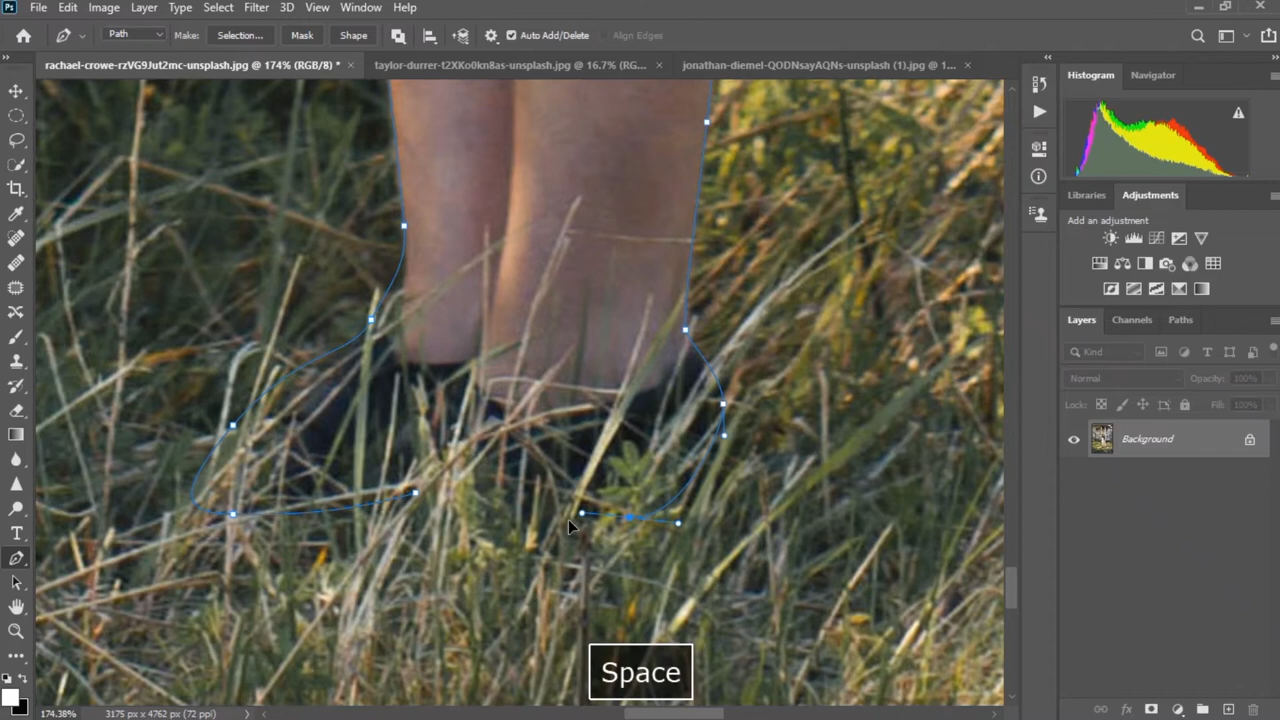 Ps File Edit Image Layer Type Select Filter 3D View Window Help
Path Make: Selection... Mask Shape Auto Add/Delete Align Edges
rachael-crowe-rzVG9Jut2mc-unsplash.jpg @ 174% (RGB/8) * × taylor-durrer-t2XKo0kn8as-unsplash.jpg @ 16.7% (RG... × jonathan-diemel-QODNsayAQNs-unsplash (1).jpg @ 1... ×
Histogram Navigator
Libraries Adjustments
Add an adjustment
Layers Channels Paths
Kind
Normal Opacity: 100%
Lock: Fill: 100%
Background
Space
174.38% 3175 px x 4762 px (72 ppi)
fx